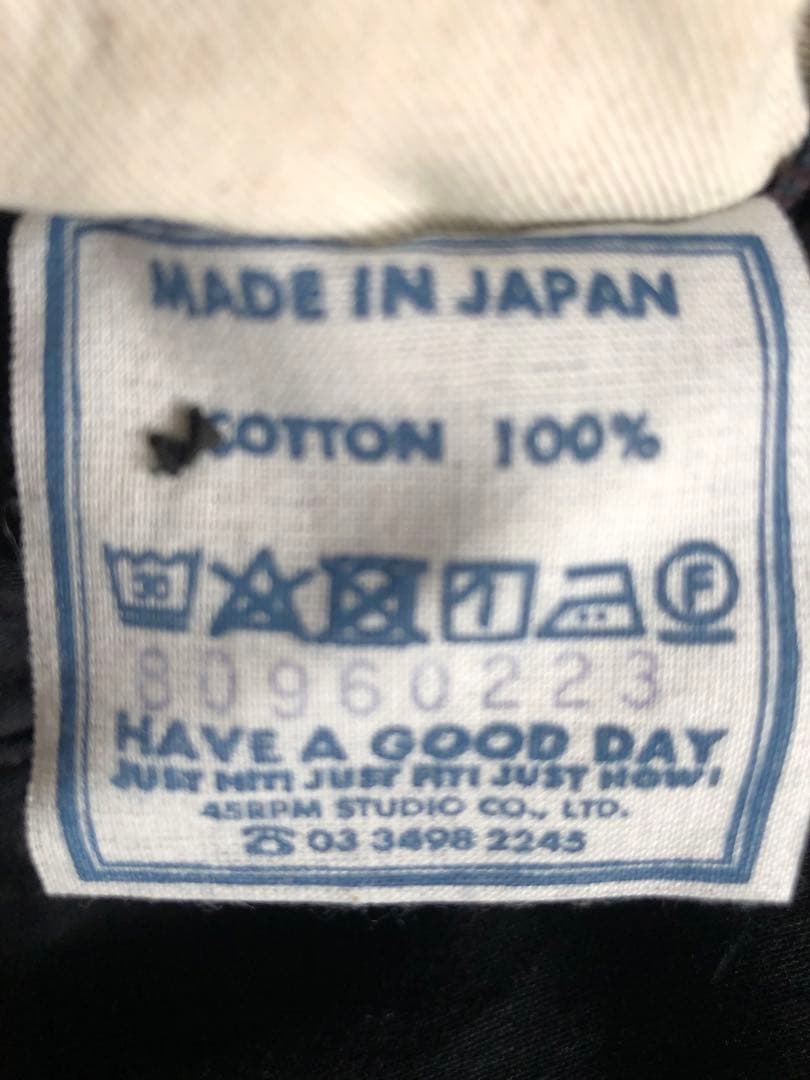 MADE IN JAPAN
COTTON 100%
30
F
80960223
HAVE A GOOD DAY
JUST HIT! JUST FIT! JUST NOW!
45RPM STUDIO CO., LTD.
☎ 03 3498 2245